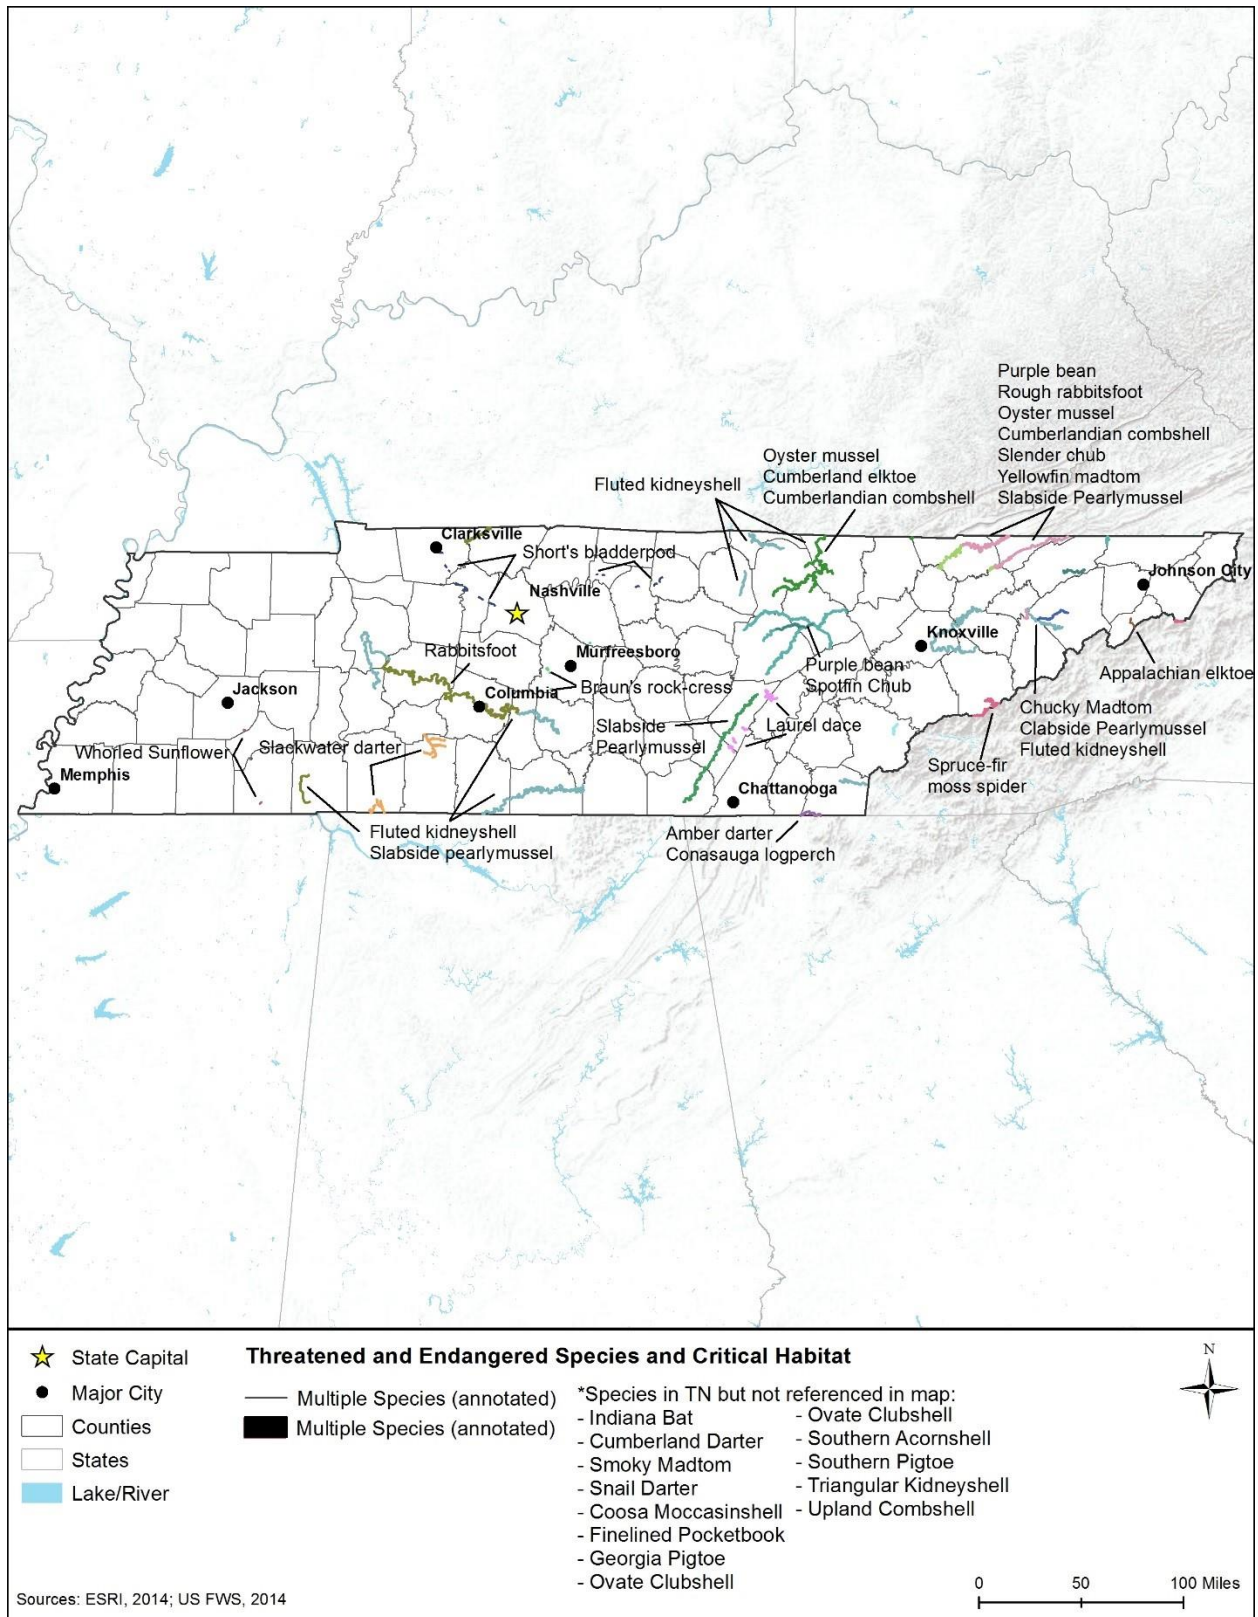 Purple bean
Rough rabbitsfoot
Oyster mussel
Cumberlandian combshell
Slender chub
Yellowfin madtom
Slabside Pearlymussel
Oyster mussel
Cumberland elktoe
Cumberlandian combshell
Fluted kidneyshell
Clarksville
Short's bladderpod
Nashville
Johnson City
Knoxville
Murfreesboro
Rabbitsfoot
Purple bean
Spotfin Chub
Appalachian elktoe
Braun's rock-cress
Jackson
Columbia
Slabside
Pearlymussel
Laurel dace
Chucky Madtom
Clabside Pearlymussel
Fluted kidneyshell
Whorled Sunflower
Slackwater darter
Spruce-fir
moss spider
Memphis
Chattanooga
Fluted kidneyshell
Slabside pearlymussel
Amber darter
Conasauga logperch
State Capital
Major City
Counties
States
Lake/River
Threatened and Endangered Species and Critical Habitat
Multiple Species (annotated)
Multiple Species (annotated)
*Species in TN but not referenced in map:
- Indiana Bat
- Cumberland Darter
- Smoky Madtom
- Snail Darter
- Coosa Moccasinshell
- Finelined Pocketbook
- Georgia Pigtoe
- Ovate Clubshell
- Ovate Clubshell
- Southern Acornshell
- Southern Pigtoe
- Triangular Kidneyshell
- Upland Combshell
N
0 50 100 Miles
Sources: ESRI, 2014; US FWS, 2014